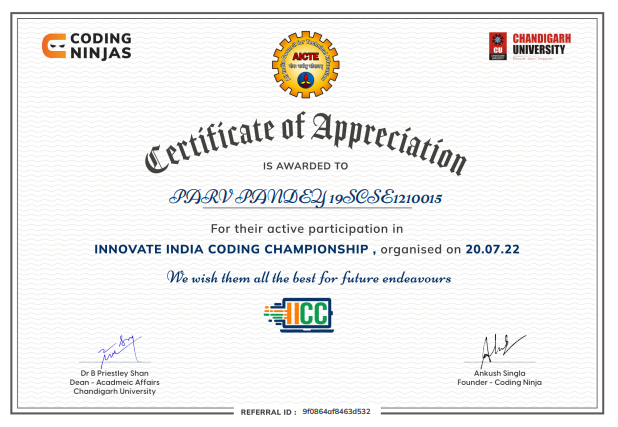 CODING
NINJAS
AICTE
CU
CHANDIGARH
UNIVERSITY
Certificate of Appreciation
IS AWARDED TO
PARV PANDEY 19SCSE1210015
For their active participation in
INNOVATE INDIA CODING CHAMPIONSHIP , organised on 20.07.22
We wish them all the best for future endeavours
IICC
Dr B Priestley Shan
Dean - Acadmeic Affairs
Chandigarh University
Ankush Singla
Founder - Coding Ninja
REFERRAL ID : 9f0864af8463d532